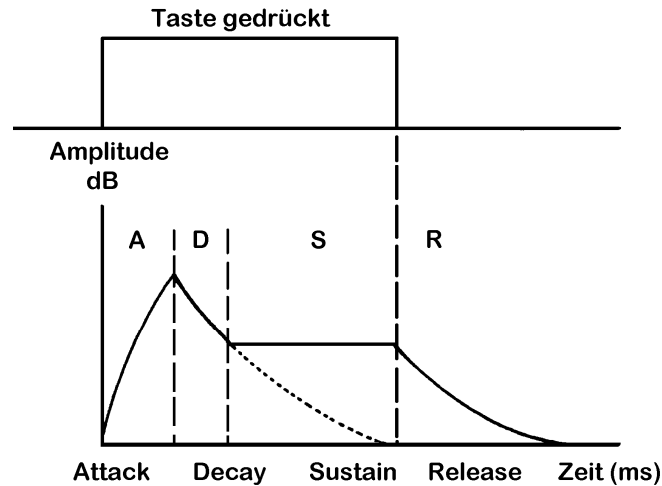 Taste gedrückt
Amplitude
dB
A D S R
Attack Decay Sustain Release Zeit (ms)